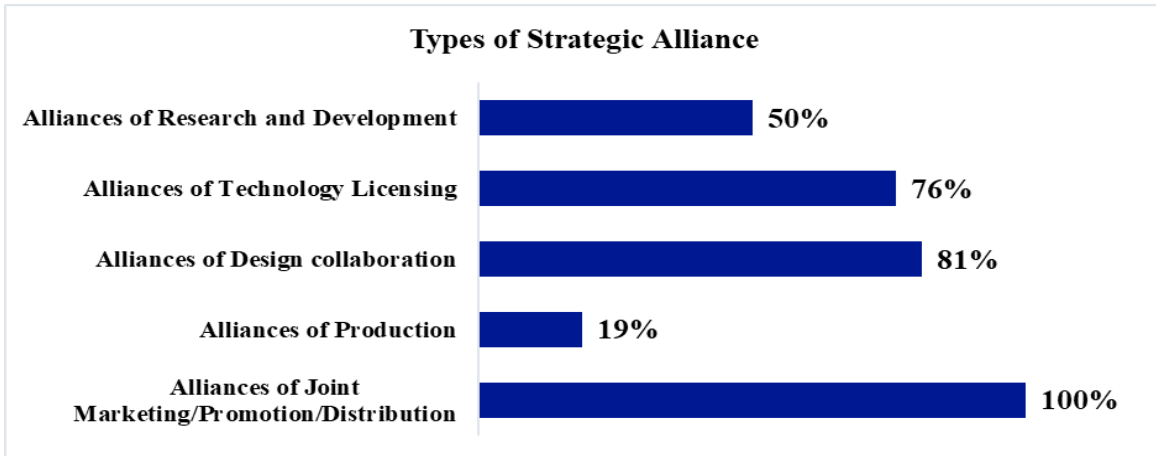 Types of Strategic Alliance
Alliances of Research and Development
50%
Alliances of Technology Licensing
76%
Alliances of Design collaboration
81%
Alliances of Production
19%
Alliances of Joint
Marketing/Promotion/Distribution
100%